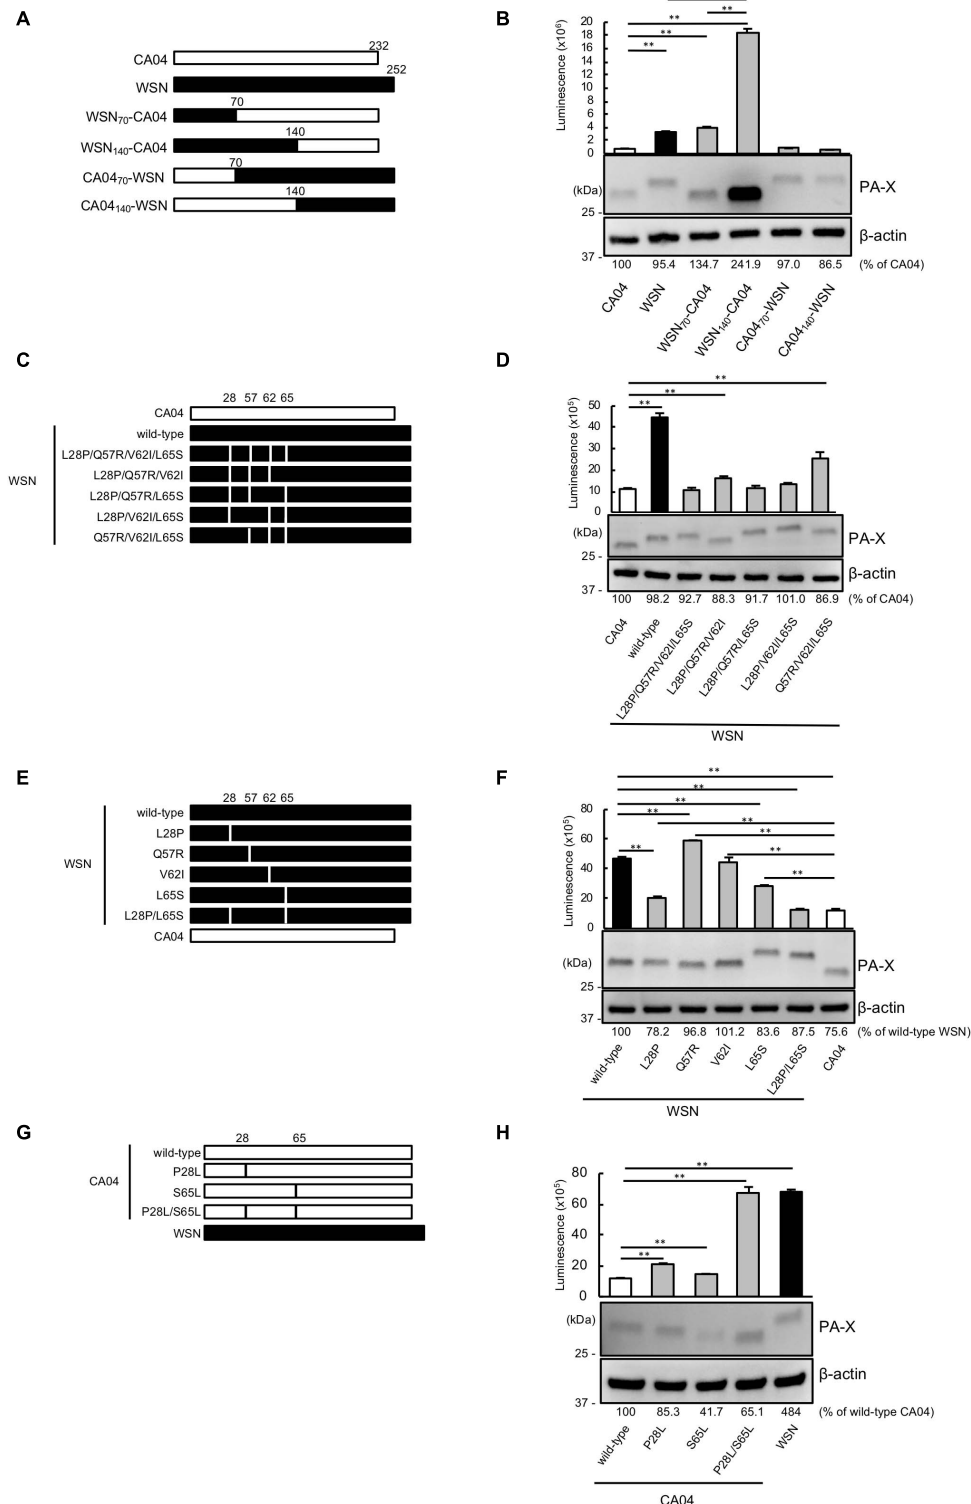 A
232
CA04
252
WSN
70
WSN70-CA04
140
WSN140-CA04
70
CA0470-WSN
140
CA04140-WSN
B
**
**
**
**
Luminescence (x10⁶)
20
18
16
14
12
10
8
6
4
2
0
(kDa)
25 -
PA-X
37 -
β-actin
100 95.4 134.7 241.9 97.0 86.5 (% of CA04)
CA04
WSN
WSN70-CA04
WSN140-CA04
CA0470-WSN
CA04140-WSN
C
28 57 62 65
CA04
wild-type
L28P/Q57R/V62I/L65S
L28P/Q57R/V62I
L28P/Q57R/L65S
L28P/V62I/L65S
Q57R/V62I/L65S
WSN
D
**
**
**
Luminescence (x10⁵)
50
40
30
20
10
0
(kDa)
25 -
PA-X
37 -
β-actin
100 98.2 92.7 88.3 91.7 101.0 86.9 (% of CA04)
CA04
wild-type
L28P/Q57R/V62I/L65S
L28P/Q57R/V62I
L28P/Q57R/L65S
L28P/V62I/L65S
Q57R/V62I/L65S
WSN
E
28 57 62 65
wild-type
L28P
Q57R
V62I
L65S
L28P/L65S
CA04
WSN
F
**
**
**
**
**
**
**
**
**
Luminescence (x10⁵)
80
60
40
20
0
(kDa)
25 -
PA-X
37 -
β-actin
100 78.2 96.8 101.2 83.6 87.5 75.6 (% of wild-type WSN)
wild-type
L28P
Q57R
V62I
L65S
L28P/L65S
CA04
WSN
G
28 65
wild-type
P28L
S65L
P28L/S65L
WSN
CA04
H
**
**
**
**
Luminescence (x10⁵)
80
60
40
20
0
(kDa)
25 -
PA-X
37 -
β-actin
100 85.3 41.7 65.1 484 (% of wild-type CA04)
wild-type
P28L
S65L
P28L/S65L
WSN
CA04